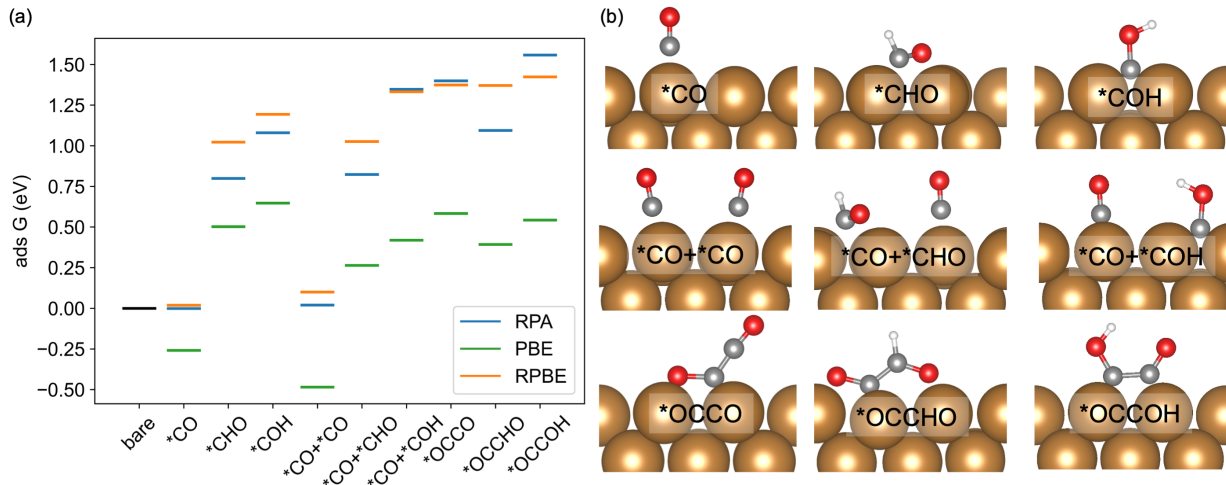 (a)
ads G (eV)
1.50
1.25
1.00
0.75
0.50
0.25
0.00
−0.25
−0.50
bare
*CO
*CHO
*COH
*CO+*CO
*CO+*CHO
*CO+*COH
*OCCO
*OCCHO
*OCCOH
RPA
PBE
RPBE
(b)
*CO
*CHO
*COH
*CO+*CO
*CO+*CHO
*CO+*COH
*OCCO
*OCCHO
*OCCOH